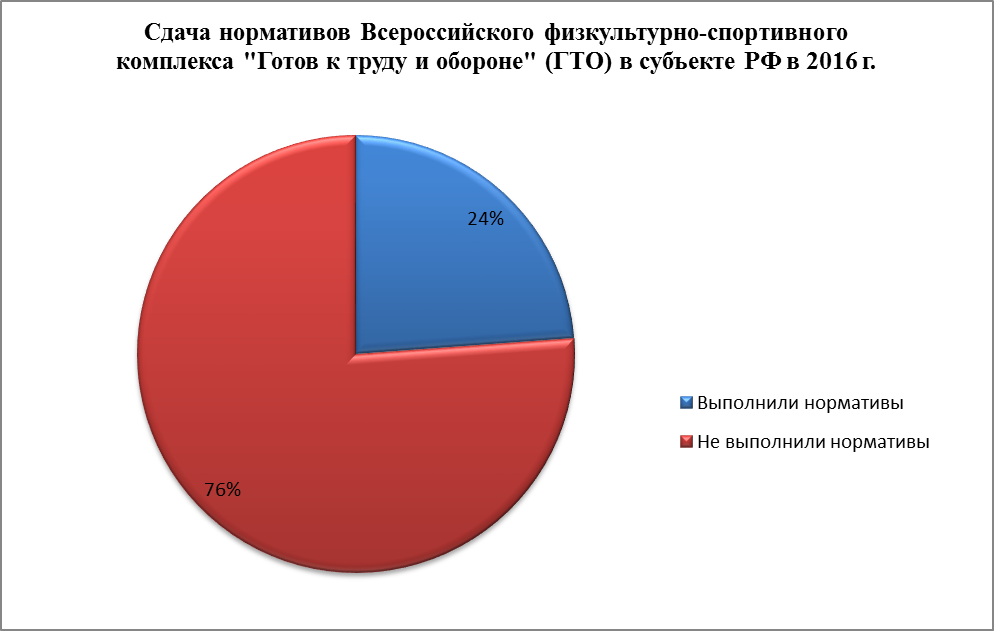 Сдача нормативов Всероссийского физкультурно-спортивного
комплекса "Готов к труду и обороне" (ГТО) в субъекте РФ в 2016 г.
24%
76%
Выполнили нормативы
Не выполнили нормативы